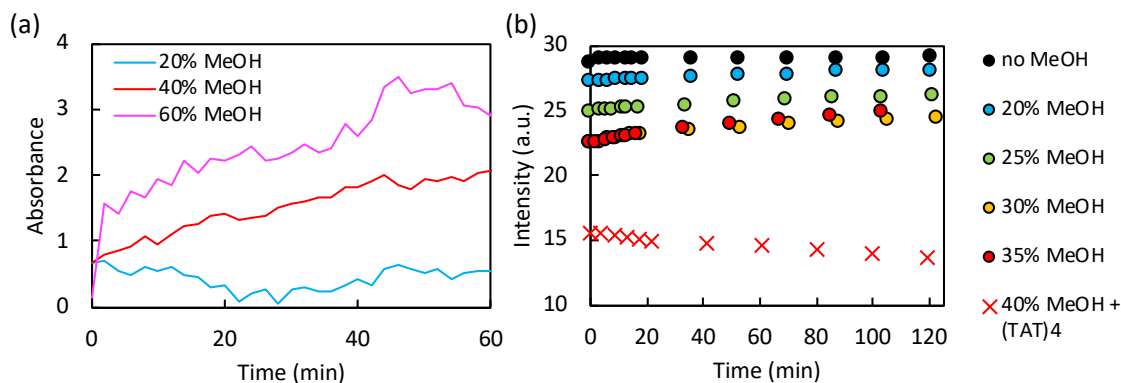 (a)
4
3
2
1
0
Absorbance
20% MeOH
40% MeOH
60% MeOH
0
20
40
60
Time (min)
(b)
30
25
20
15
10
Intensity (a.u.)
0
20
40
60
80
100
120
Time (min)
no MeOH
20% MeOH
25% MeOH
30% MeOH
35% MeOH
40% MeOH +
(TAT)4